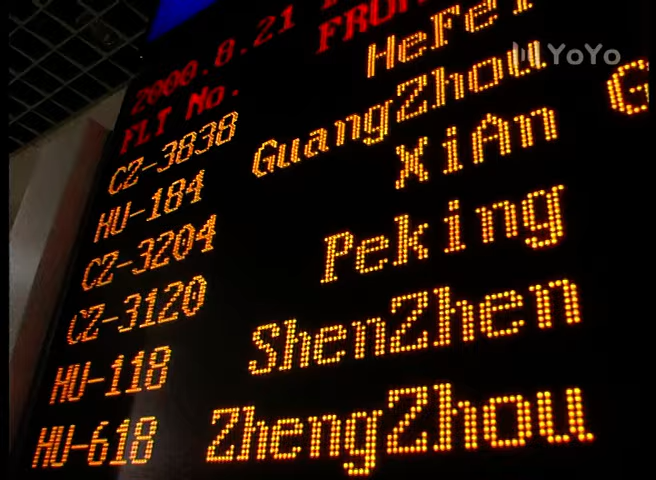 2000.8.21
FLT No. FROM
CZ-3838 HeFei
HU-184 GuangZhou
CZ-3204 XiAn
CZ-3120 Peking
HU-118 ShenZhen
HU-618 ZhengZhou
YoYo